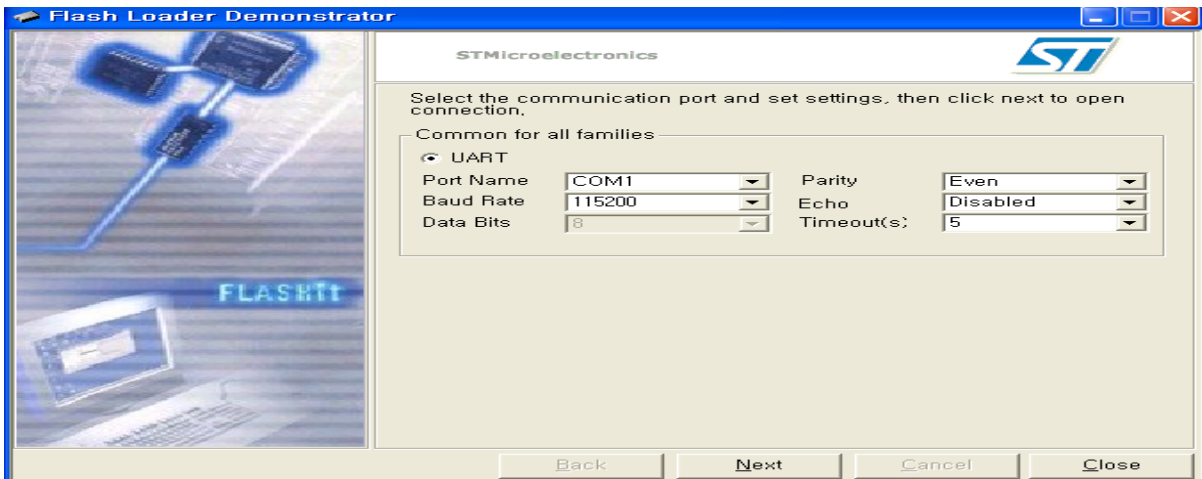 Flash Loader Demonstrator
STMicroelectronics
ST
Select the communication port and set settings, then click next to open
connection,
Common for all families
UART
Port Name COM1 Parity Even
Baud Rate 115200 Echo Disabled
Data Bits 8 Timeout(s) 5
FLASHit
Back Next Cancel Close